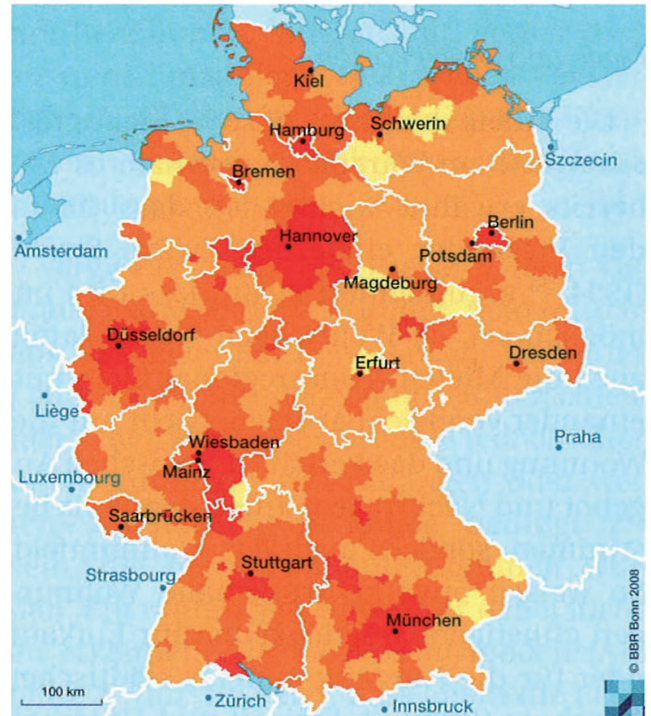 Kiel
Hamburg
Schwerin
Szczecin
Bremen
Amsterdam
Hannover
Berlin
Potsdam
Magdeburg
Düsseldorf
Erfurt
Dresden
Liège
Praha
Wiesbaden
Mainz
Luxembourg
Saarbrücken
Strasbourg
Stuttgart
München
© BBR Bonn 2008
100 km
Zürich
Innsbruck